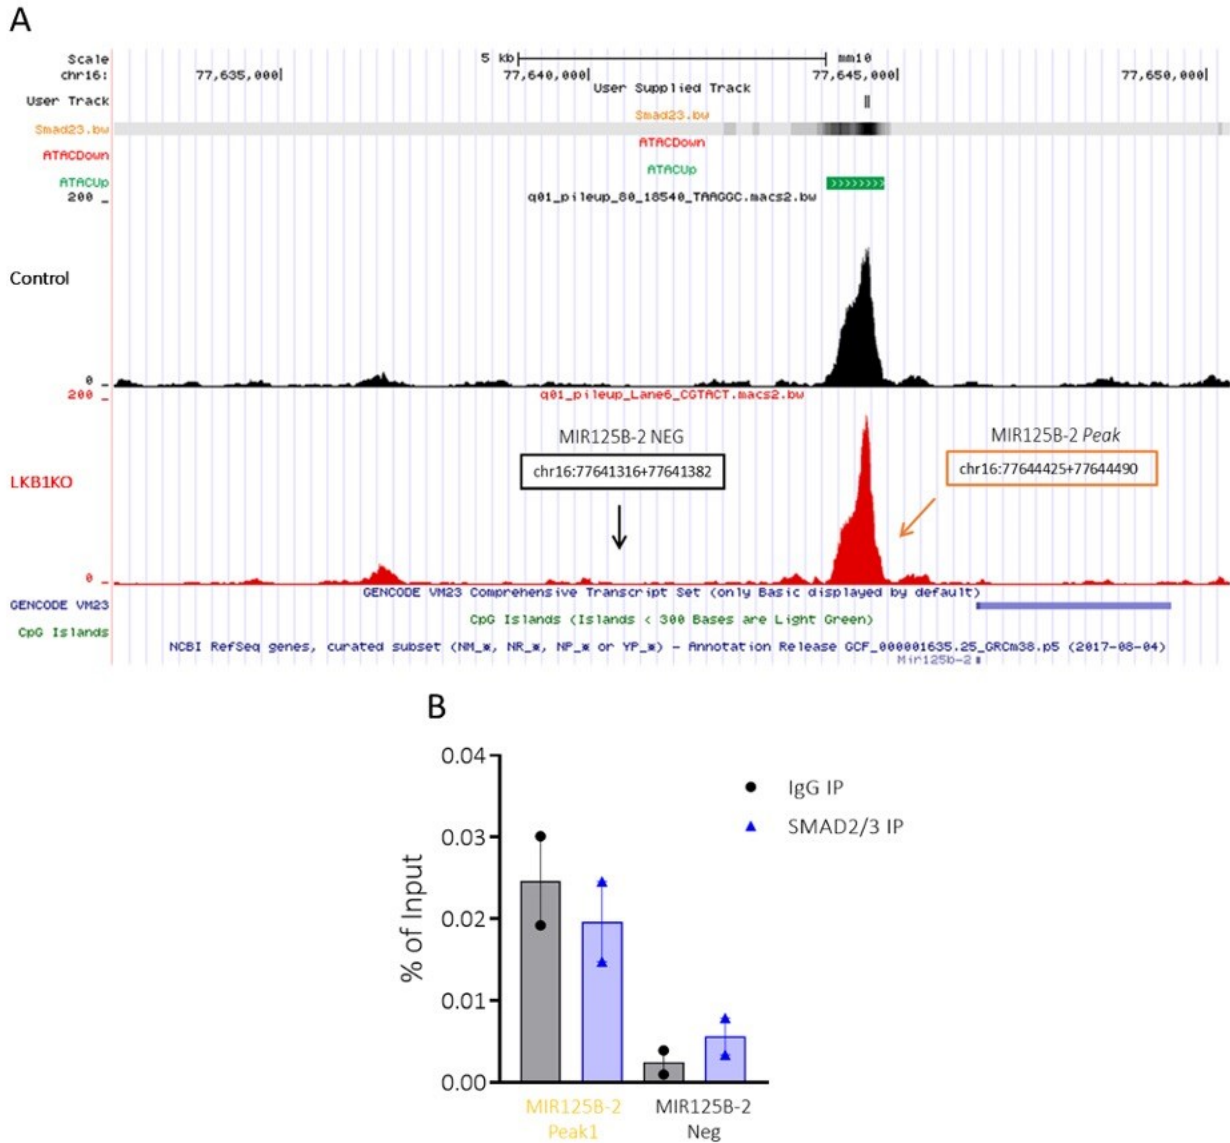 A
Scale
5 kb
mm10
chr16:
77,635,000
77,640,000
77,645,000
77,650,000
User Supplied Track
User Track
Smad23.bw
Smad23.bw
ATACDown
ATACDown
ATACUp
ATACUp
200 _
q01_pileup_80_18540_TAAGGC.macs2.bw
Control
0 _
200 _
q01_pileup_Lane6_CGTACT.macs2.bw
MIR125B-2 NEG
chr16:77641316+77641382
MIR125B-2 Peak
chr16:77644425+77644490
LKB1KO
0 _
GENCODE VM23 Comprehensive Transcript Set (only Basic displayed by default)
GENCODE VM23
CpG Islands (Islands < 300 Bases are Light Green)
CpG Islands
NCBI RefSeq genes, curated subset (NM_*, NR_*, NP_* or YP_*) - Annotation Release GCF_000001635.25_GRCm38.p5 (2017-08-04)
Mir125b-2
B
% of Input
0.04
0.03
0.02
0.01
0.00
IgG IP
SMAD2/3 IP
MIR125B-2
Peak1
MIR125B-2
Neg